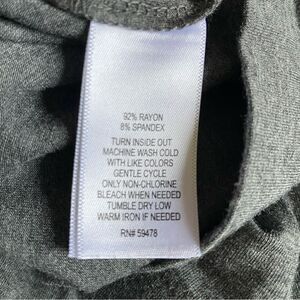 92% RAYON
8% SPANDEX
TURN INSIDE OUT
MACHINE WASH COLD
WITH LIKE COLORS
GENTLE CYCLE
ONLY NON-CHLORINE
BLEACH WHEN NEEDED
TUMBLE DRY LOW
WARM IRON IF NEEDED
RN# 59478